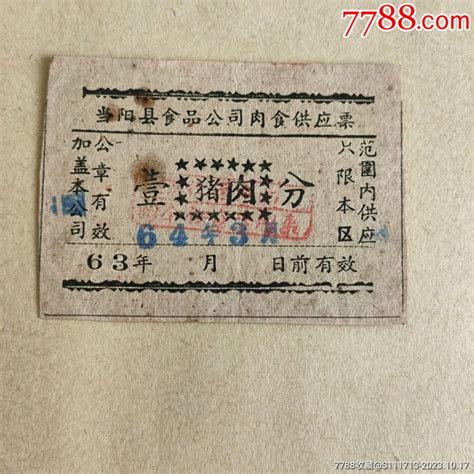 7788.com
当阳县食品公司肉食供应票
加盖本公司
公章有效
壹 猪肉 分
只限本区
范围内供应
64年3月
63年 月 日前有效
7788收藏@S111713-2023.10.17